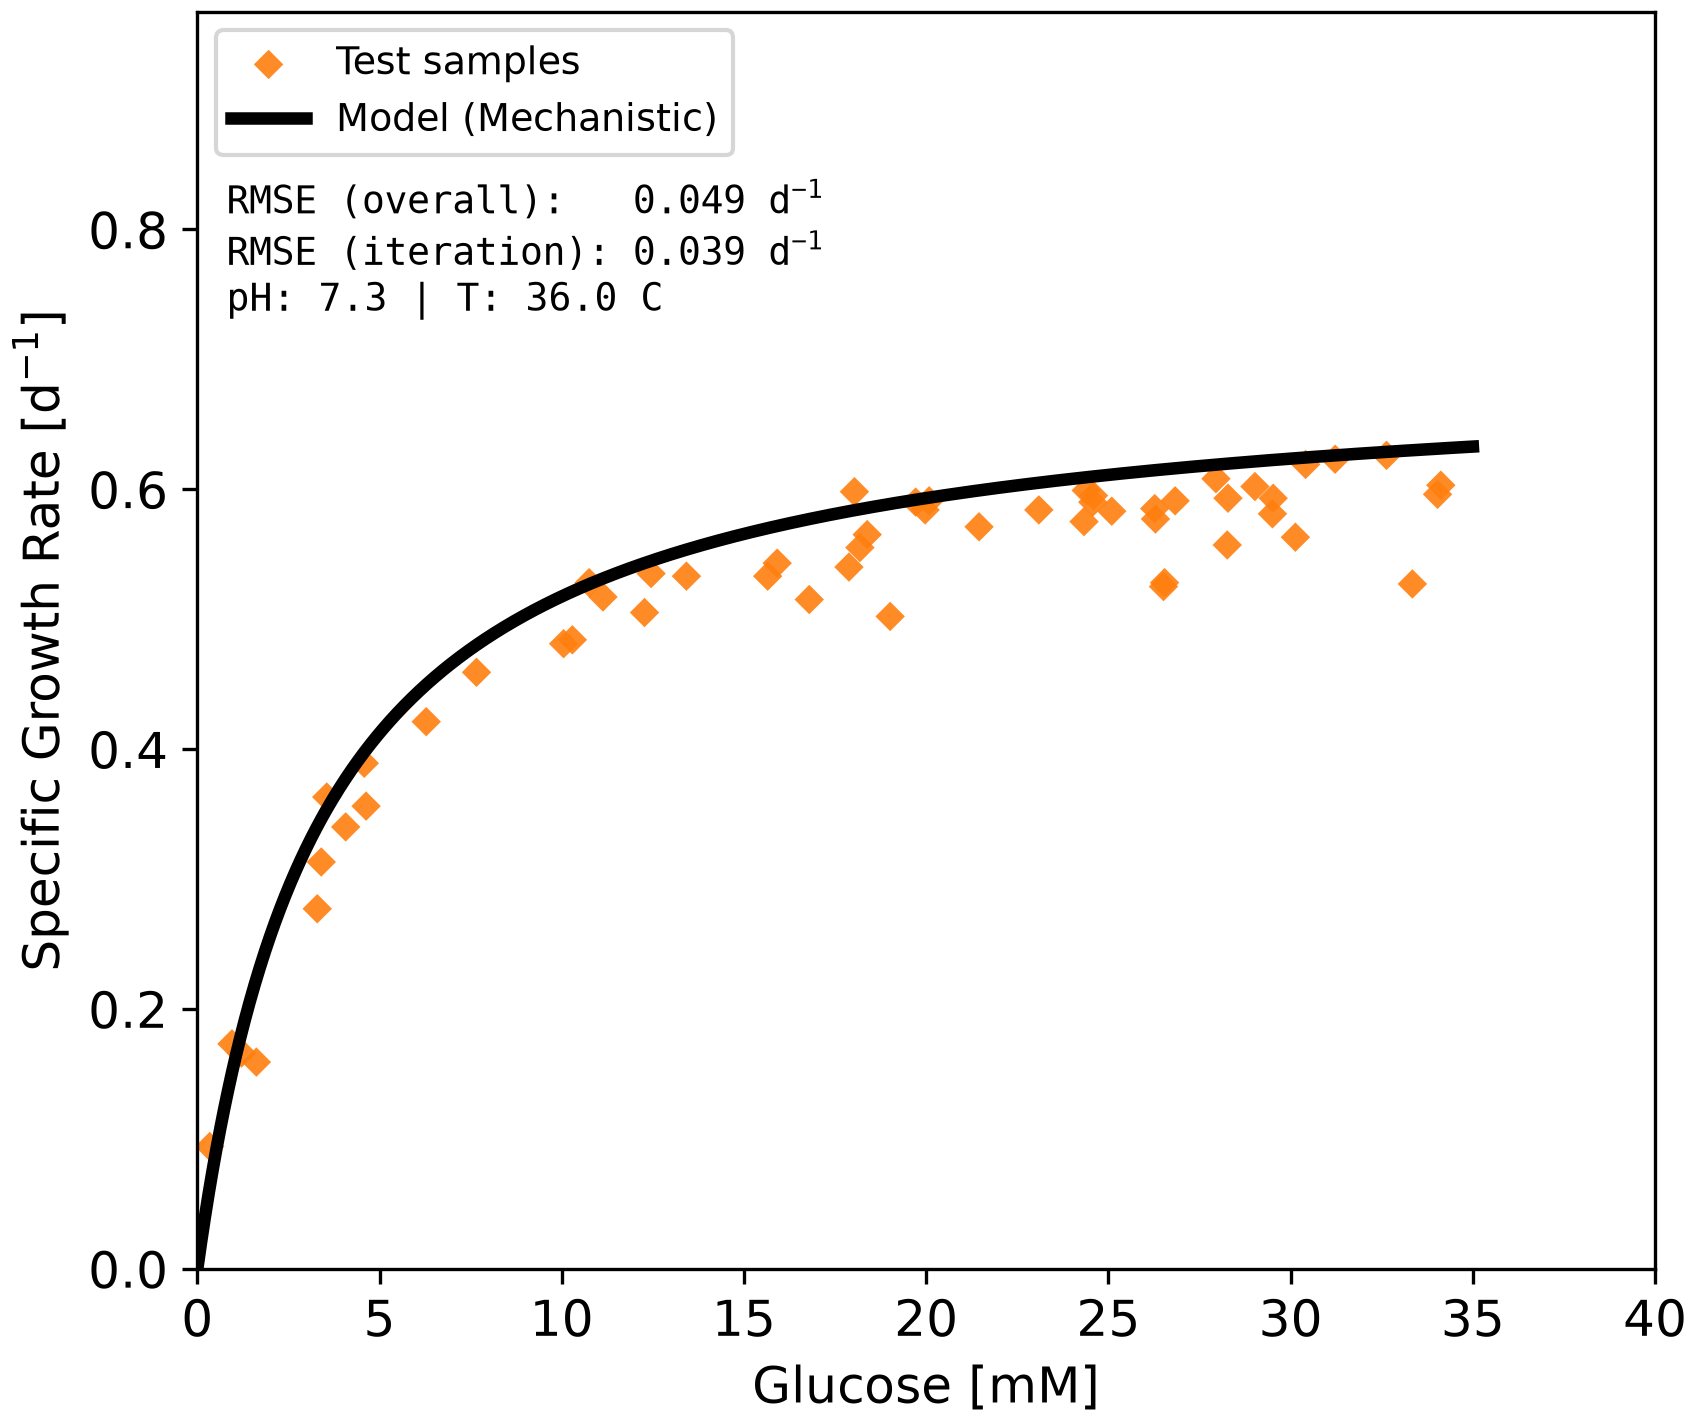 Test samples
Model (Mechanistic)
RMSE (overall): 0.049 d⁻¹
RMSE (iteration): 0.039 d⁻¹
pH: 7.3 | T: 36.0 C
Specific Growth Rate [d⁻¹]
0.8
0.6
0.4
0.2
0.0
0 5 10 15 20 25 30 35 40
Glucose [mM]